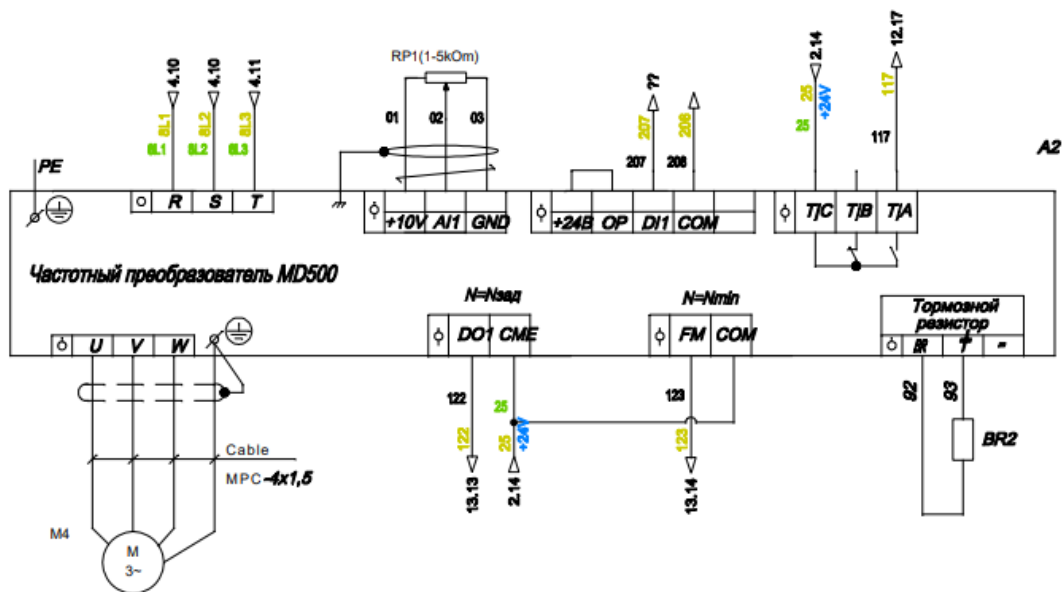 RP1(1-5kOm)
4.10
4.10
4.11
??
2.14
12.17
8L1
8L2
8L3
8L1
8L2
8L3
01
02
03
207
208
207
208
25
+24V
25
117
117
PE
A2
R S T
+10V AI1 GND
+24B OP DI1 COM
T/C T/B T/A
Частотный преобразователь MD500
N=Nзад
N=Nmin
Тормозной
резистор
U V W
DO1 CME
FM COM
BR + -
122
25
123
92
93
122
25
+24V
123
BR2
13.13
2.14
13.14
Cable
MPC-4x1,5
M4
M
3~